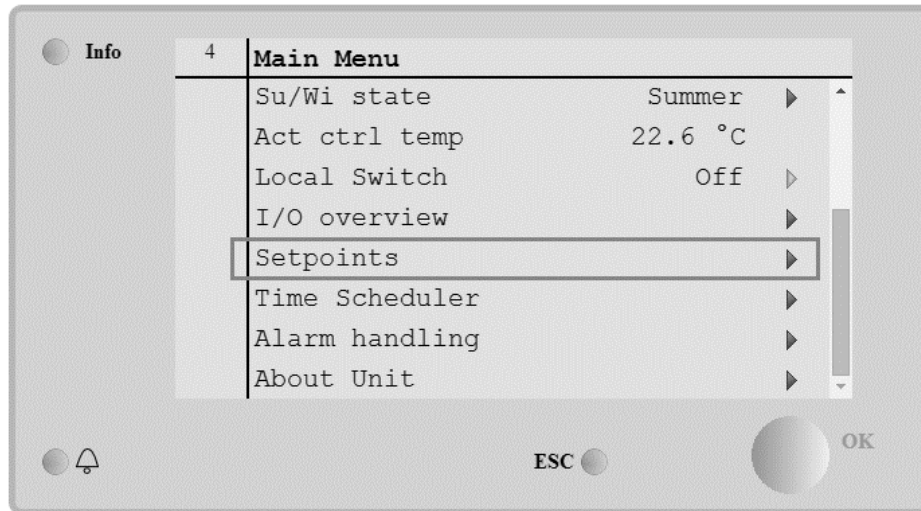 Info
4 Main Menu
Su/Wi state Summer
Act ctrl temp 22.6 °C
Local Switch Off
I/O overview
Setpoints
Time Scheduler
Alarm handling
About Unit
ESC
OK